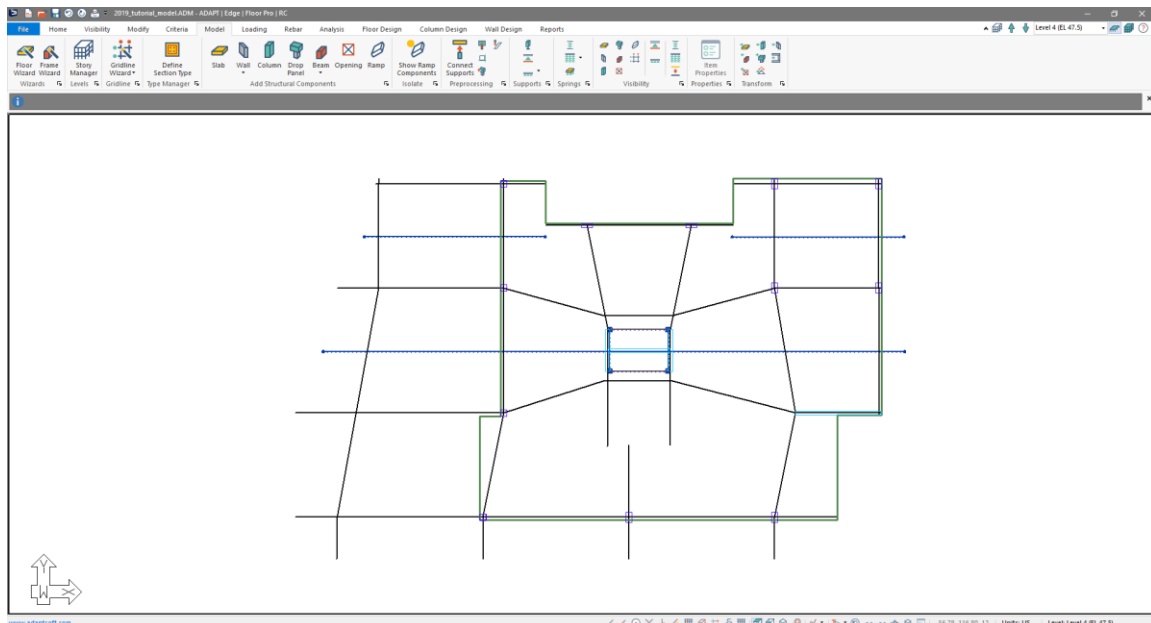 2019_tutorial_model.ADM - ADAPT | Edge | Floor Pro | RC
File Home Visibility Modify Criteria Model Loading Rebar Analysis Floor Design Column Design Wall Design Reports Level 4 (EL 47.5)
Floor Wizard Frame Wizard Story Manager Gridline Wizard Define Section Type Slab Wall Column Drop Panel Beam Opening Ramp Show Ramp Components Connect Supports Item Properties
Wizards Levels Gridline Type Manager Add Structural Components Isolate Preprocessing Supports Springs Visibility Properties Transform
Y
W X
www.adaptsoft.com Units: US Level: Level 4 (EL 47.5)